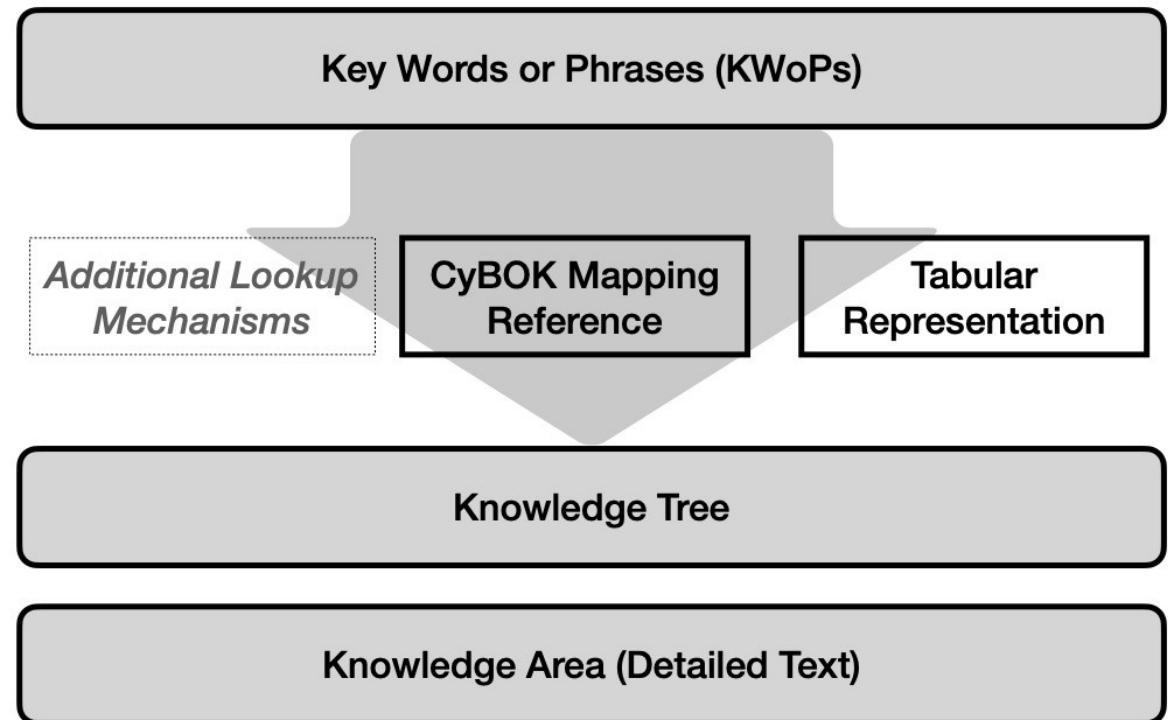 Key Words or Phrases (KWoPs)
Additional Lookup
Mechanisms
CyBOK Mapping
Reference
Tabular
Representation
Knowledge Tree
Knowledge Area (Detailed Text)